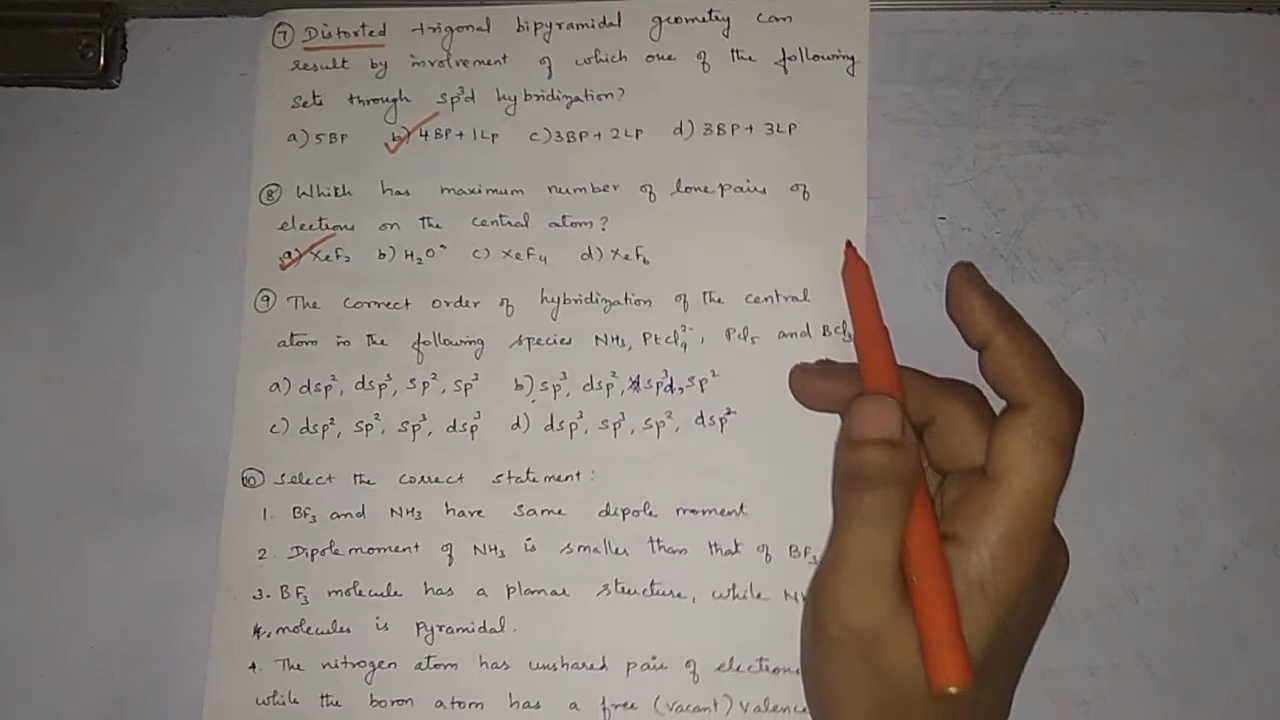 ⑦ Distorted trigonal bipyramidal geometry can
result by involvement of which one of the following
sets through sp³d hybridization?
a) 5BP b) 4BP+1LP c) 3BP+2LP d) 3BP+3LP
⑧ Which has maximum number of lone pairs of
electrons on the central atom?
a) XeF₂ b) H₃O⁺ c) XeF₄ d) XeF₆
⑨ The correct order of hybridization of the central
atom in the following species NH₃, PtCl₄²⁻, PCl₅ and BCl₃
a) dsp², dsp³, sp², sp³ b) sp³, dsp², sp³d, sp²
c) dsp², sp², sp³, dsp³ d) dsp³, sp³, sp², dsp²
⑩ Select the correct statement:
1. BF₃ and NH₃ have same dipole moment
2. Dipole moment of NH₃ is smaller than that of BF₃
3. BF₃ molecule has a planar structure, while
molecules is pyramidal.
4. The nitrogen atom has unshared pair of electrons
while the boron atom has a free (vacant) valence